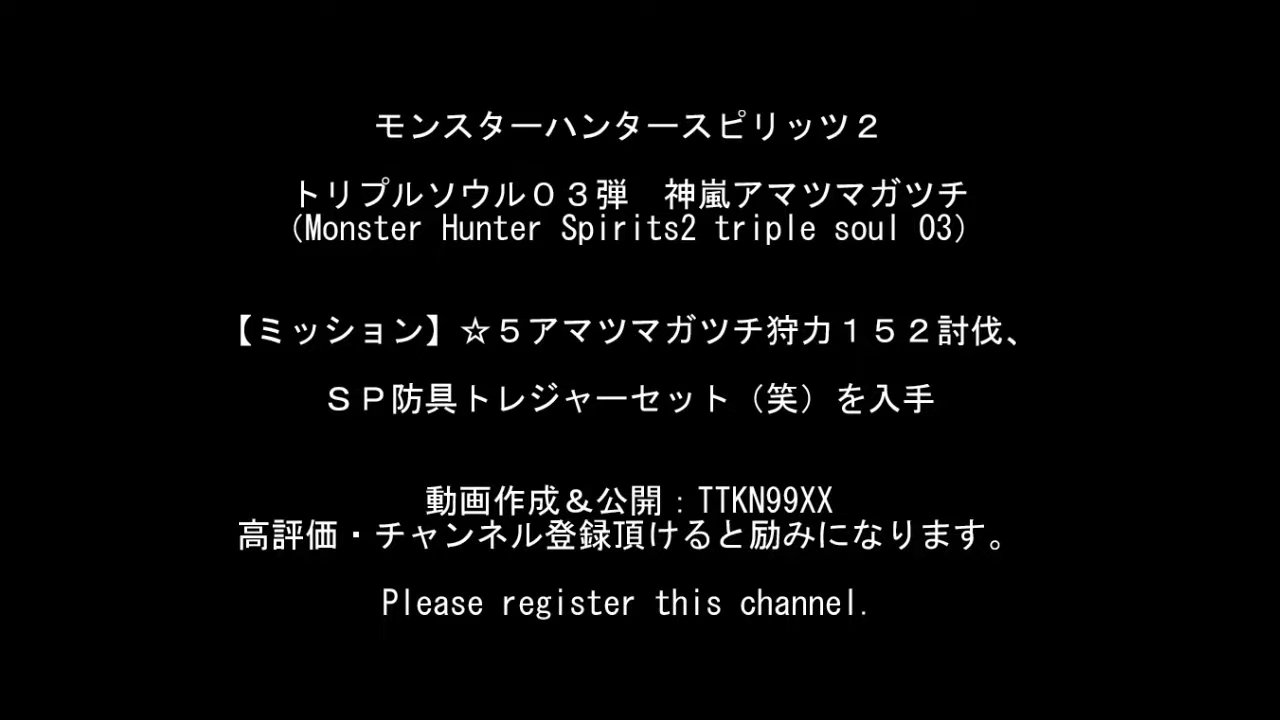 モンスターハンタースピリッツ２
トリプルソウル０３弾　神嵐アマツマガツチ
(Monster Hunter Spirits2 triple soul 03)
【ミッション】☆５アマツマガツチ狩力１５２討伐、
ＳＰ防具トレジャーセット（笑）を入手
動画作成＆公開：TTKN99XX
高評価・チャンネル登録頂けると励みになります。
Please register this channel.